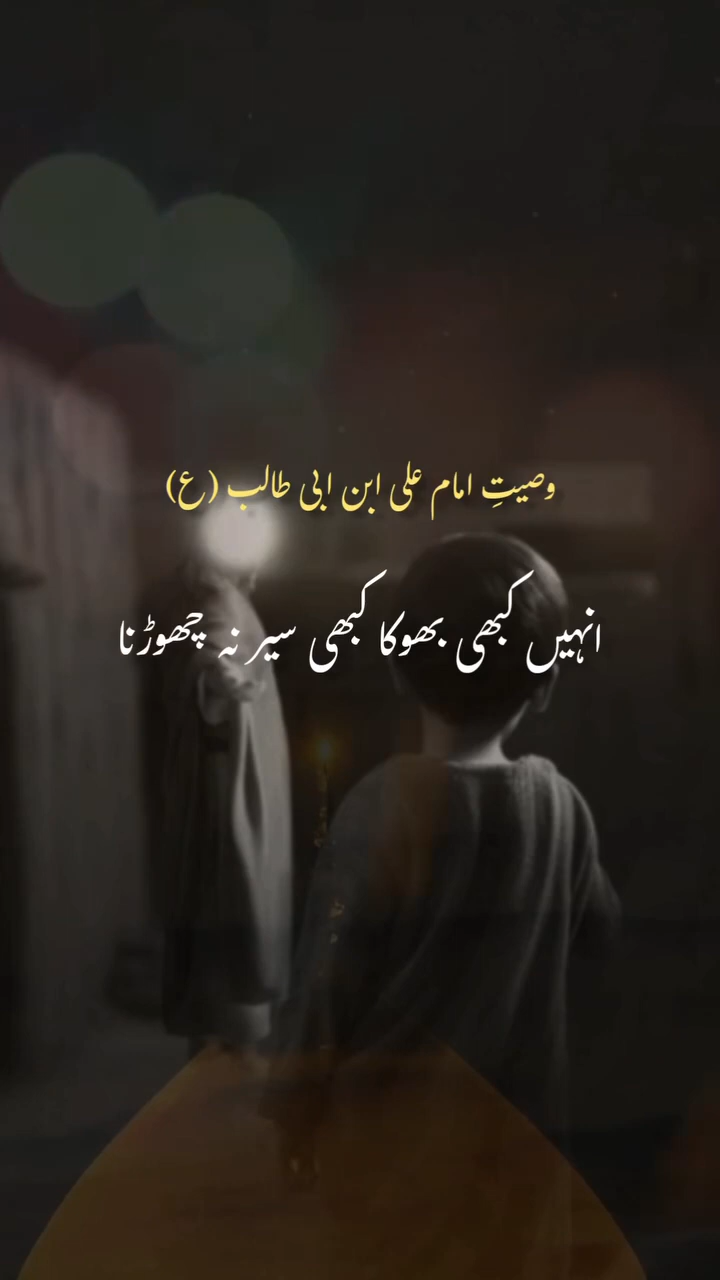 وصیتِ امام علی ابن ابی طالب (ع)
انہیں کبھی بھوکا کبھی سیر نہ چھوڑنا